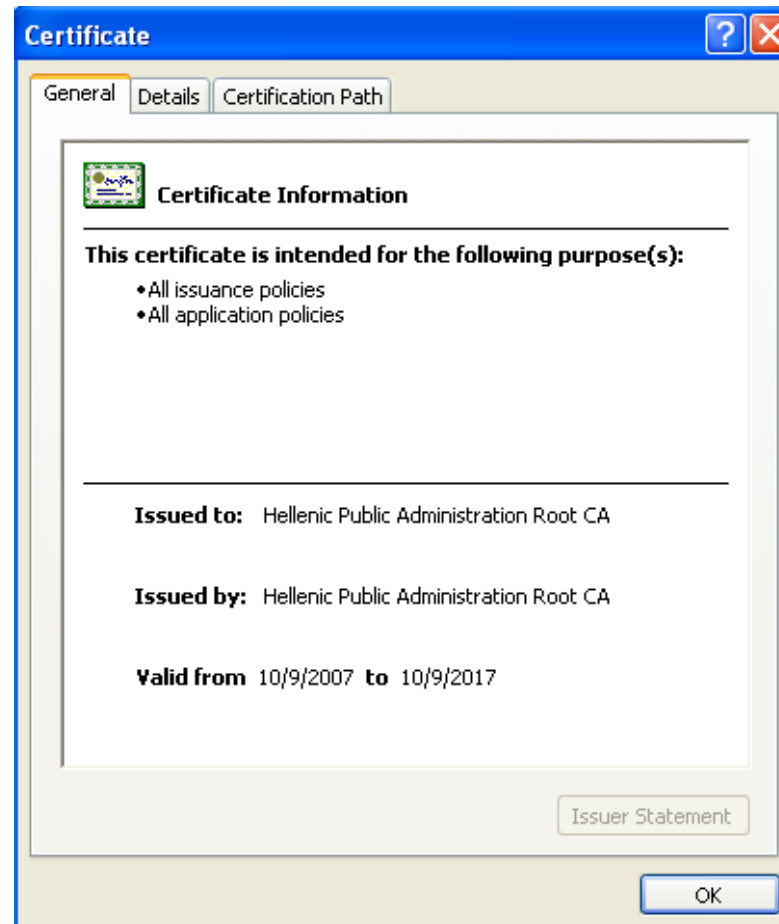 Certificate
General Details Certification Path
Certificate Information
This certificate is intended for the following purpose(s):
•All issuance policies
•All application policies
Issued to: Hellenic Public Administration Root CA
Issued by: Hellenic Public Administration Root CA
Valid from 10/9/2007 to 10/9/2017
Issuer Statement
OK